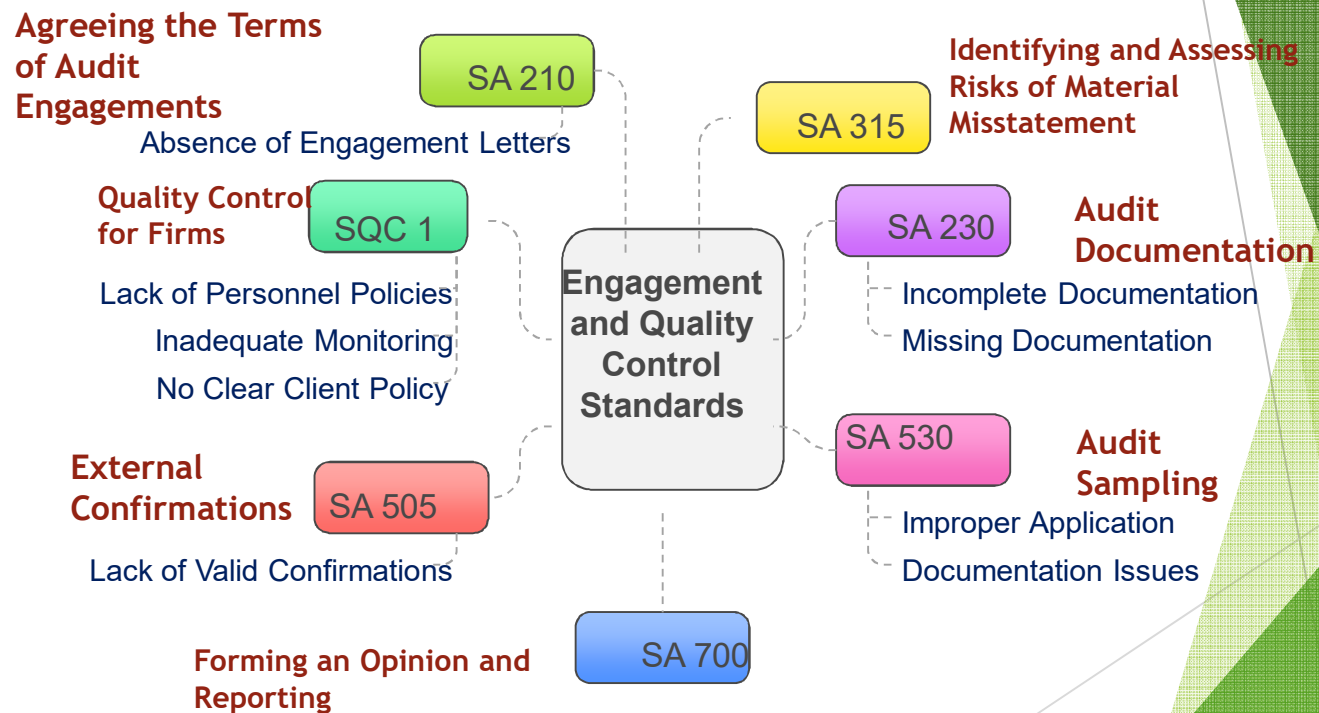 Agreeing the Terms
of Audit
Engagements
SA 210
Absence of Engagement Letters
Identifying and Assessing
Risks of Material
Misstatement
SA 315
Quality Control
for Firms
SQC 1
Lack of Personnel Policies
Inadequate Monitoring
No Clear Client Policy
Engagement
and Quality
Control
Standards
SA 230
Audit
Documentation
Incomplete Documentation
Missing Documentation
External
Confirmations
SA 505
Lack of Valid Confirmations
SA 530
Audit
Sampling
Improper Application
Documentation Issues
Forming an Opinion and
Reporting
SA 700